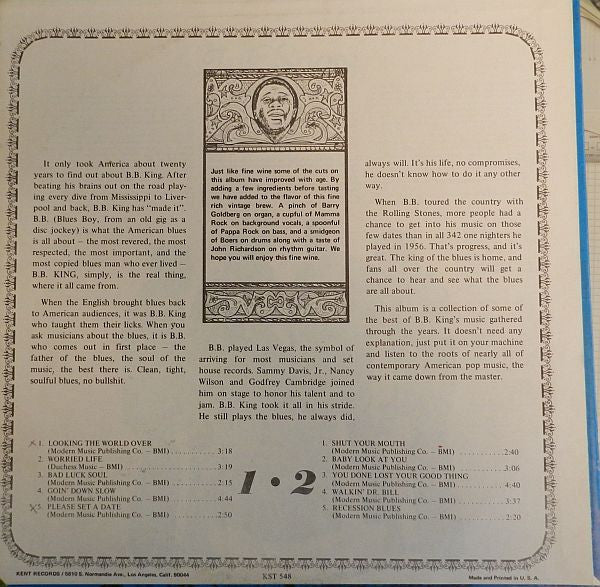 It only took America about twenty
years to find out about B.B. King. After
beating his brains out on the road play-
ing every dive from Mississippi to Liver-
pool and back, B.B. King has "made it".
B.B. (Blues Boy, from an old gig as a
disc jockey) is what the American blues
is all about – the most revered, the most
respected, the most important, and the
most copied blues man who ever lived –
B.B. KING, simply, is the real thing,
where it all came from.
When the English brought blues back
to American audiences, it was B.B. King
who taught them their licks. When you
ask musicians about the blues, it is B.B.
who comes out in first place – the
father of the blues, the soul of the
music, the best there is. Clean, tight,
soulful blues, no bullshit.
Just like fine wine some of the cuts on
this album have improved with age. By
adding a few ingredients before tasting
we have added to the flavor of this fine
rich vintage brew. A pinch of Barry
Goldberg on organ, a cupful of Mamma
Rock on background vocals, a spoonful
of Pappa Rock on bass, and a smidgeon
of Boers on drums along with a taste of
John Richardson on rhythm guitar. We
hope you will enjoy this fine wine.
B.B. played Las Vegas, the symbol of
arriving for most musicians and set
house records. Sammy Davis, Jr., Nancy
Wilson and Godfrey Cambridge joined
him on stage to honor his talent and to
jam. B.B. King took it all in his stride.
He still plays the blues, he always did,
always will. It's his life, no compromises,
he doesn't know how to do it any other
way.
When B.B. toured the country with
the Rolling Stones, more people had a
chance to get into his music on those
few dates than in all 342 one nighters he
played in 1956. That's progress, and it's
great. The king of the blues is home, and
fans all over the country will get a
chance to hear and see what the blues
are all about.
This album is a collection of some of
the best of B.B. King's music gathered
through the years. It doesn't need any
explanation, just put it on your machine
and listen to the roots of nearly all of
contemporary American pop music, the
way it came down from the master.
1. LOOKING THE WORLD OVER
(Modern Music Publishing Co. – BMI) . . . . . . . . . . 3:18
2. WORRIED LIFE
(Duchess Music – BMI) . . . . . . . . . . 3:19
3. BAD LUCK SOUL
(Modern Music Publishing Co. – BMI) . . . . . . . . . . 2:15
4. GOIN' DOWN SLOW
(Modern Music Publishing Co. – BMI) . . . . . . . . . . 4:44
5. PLEASE SET A DATE
(Modern Music Publishing Co. – BMI) . . . . . . . . . . 2:50
1 • 2
1. SHUT YOUR MOUTH
(Modern Music Publishing Co. – BMI) . . . . . . . . . . 2:40
2. BABY LOOK AT YOU
(Modern Music Publishing Co. – BMI) . . . . . . . . . . 3:06
3. YOU DONE LOST YOUR GOOD THING
(Modern Music Publishing Co. – BMI) . . . . . . . . . . 4:40
4. WALKIN' DR. BILL
(Modern Music Publishing Co. – BMI) . . . . . . . . . . 3:37
5. RECESSION BLUES
(Modern Music Publishing Co. – BMI) . . . . . . . . . . 2:20
KENT RECORDS / 5810 S. Normandie Ave., Los Angeles, Calif. 90044
KST 548
Made and Printed in U. S. A.